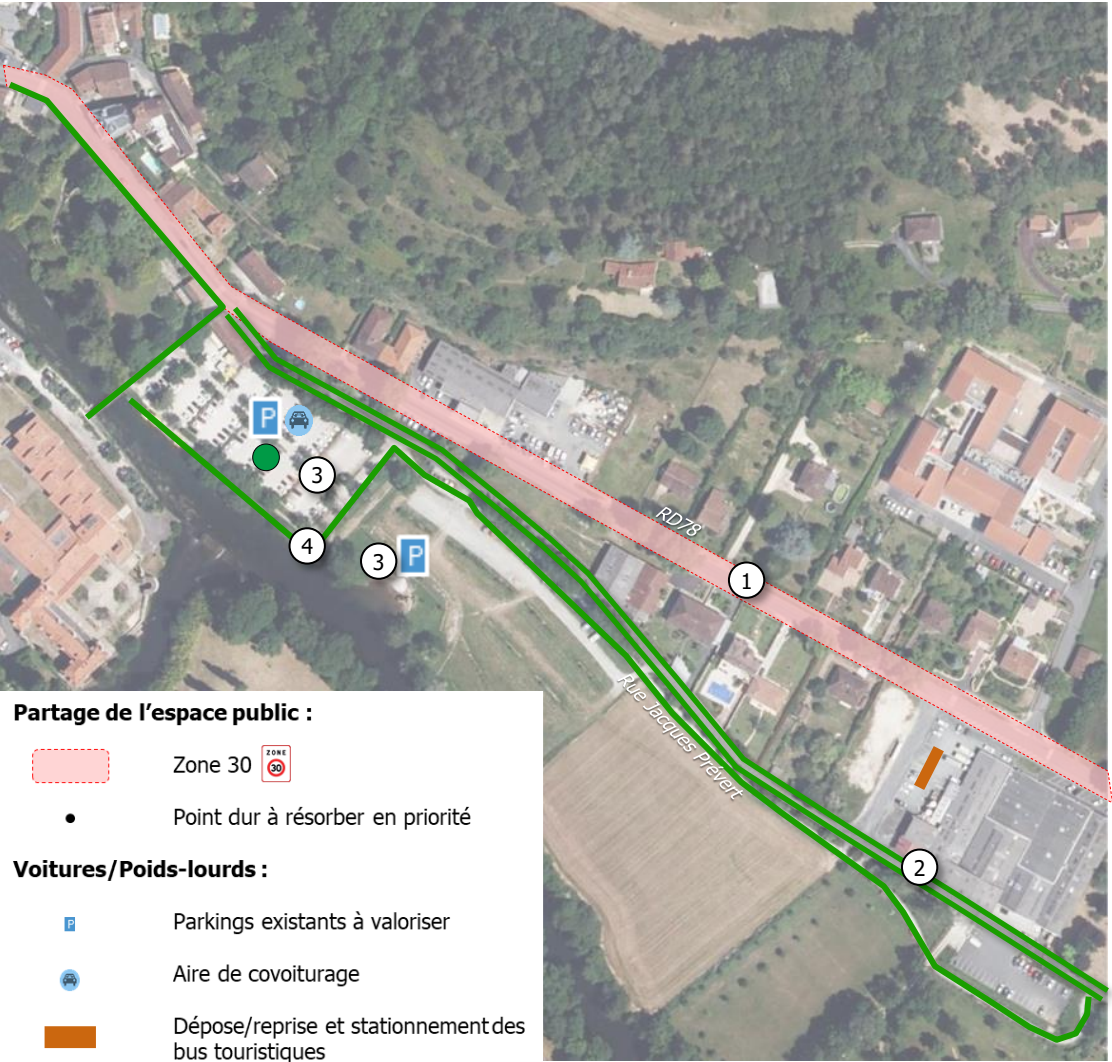 P
3
4
3
P
RD78
1
Rue Jacques Prévert
2
Partage de l'espace public :
Zone 30 ZONE 30
Point dur à résorber en priorité
Voitures/Poids-lourds :
P Parkings existants à valoriser
Aire de covoiturage
Dépose/reprise et stationnement des
bus touristiques